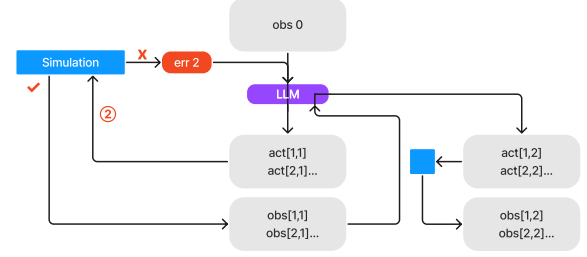 obs 0
Simulation
x
err 2
LLM
②
act[1,1]
act[2,1]...
act[1,2]
act[2,2]...
obs[1,1]
obs[2,1]...
obs[1,2]
obs[2,2]...